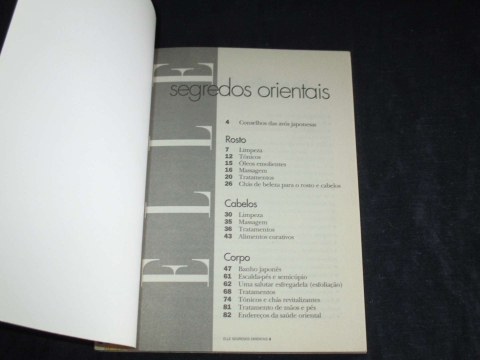 ELLE
segredos orientais
4 Conselhos das avós japonesas
Rosto
7 Limpeza
12 Tônicos
15 Óleos emolientes
16 Massagem
20 Tratamentos
26 Chás de beleza para o rosto e cabelos
Cabelos
30 Limpeza
35 Massagem
36 Tratamentos
43 Alimentos curativos
Corpo
47 Banho japonês
61 Escalda-pés e semicúpio
62 Uma salutar esfregadela (esfoliação)
68 Tratamentos
74 Tônicos e chás revitalizantes
81 Tratamento de mãos e pés
82 Endereços da saúde oriental